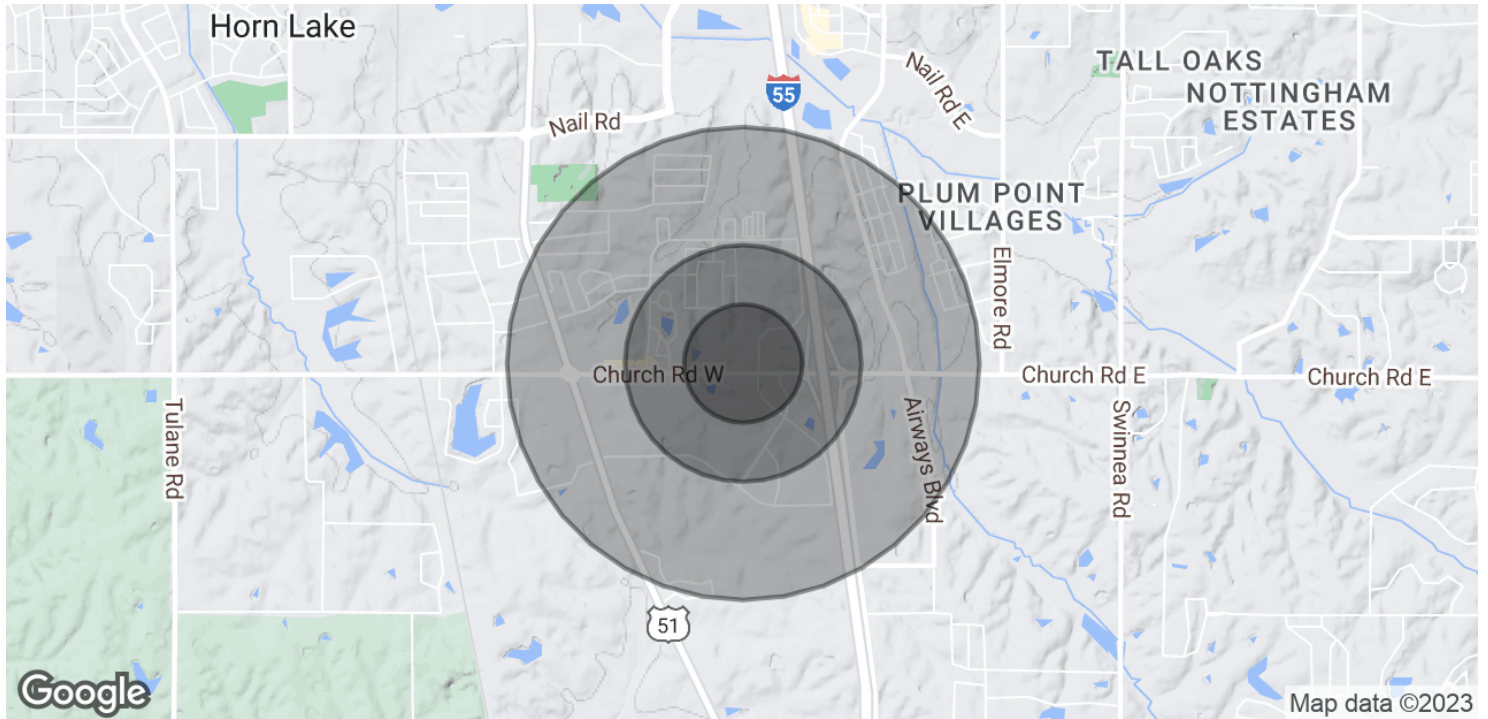 Horn Lake
TALL OAKS
NOTTINGHAM
ESTATES
Nail Rd E
55
Nail Rd
PLUM POINT
VILLAGES
Elmore Rd
Church Rd W
Church Rd E
Church Rd E
Tulane Rd
Airways Blvd
Swinnea Rd
51
Google
Map data ©2023